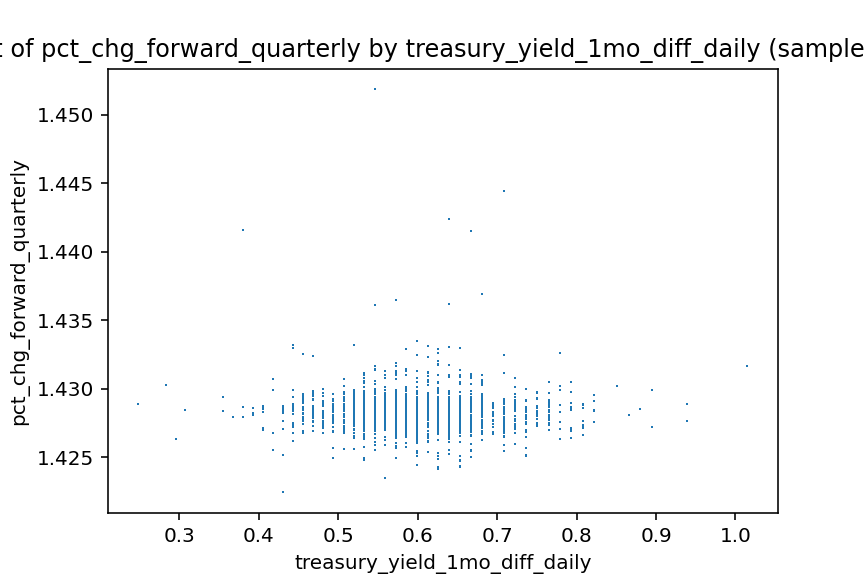 of pct_chg_forward_quarterly by treasury_yield_1mo_diff_daily (sample
1.450
1.445
1.440
1.435
1.430
1.425
pct_chg_forward_quarterly
0.3 0.4 0.5 0.6 0.7 0.8 0.9 1.0
treasury_yield_1mo_diff_daily